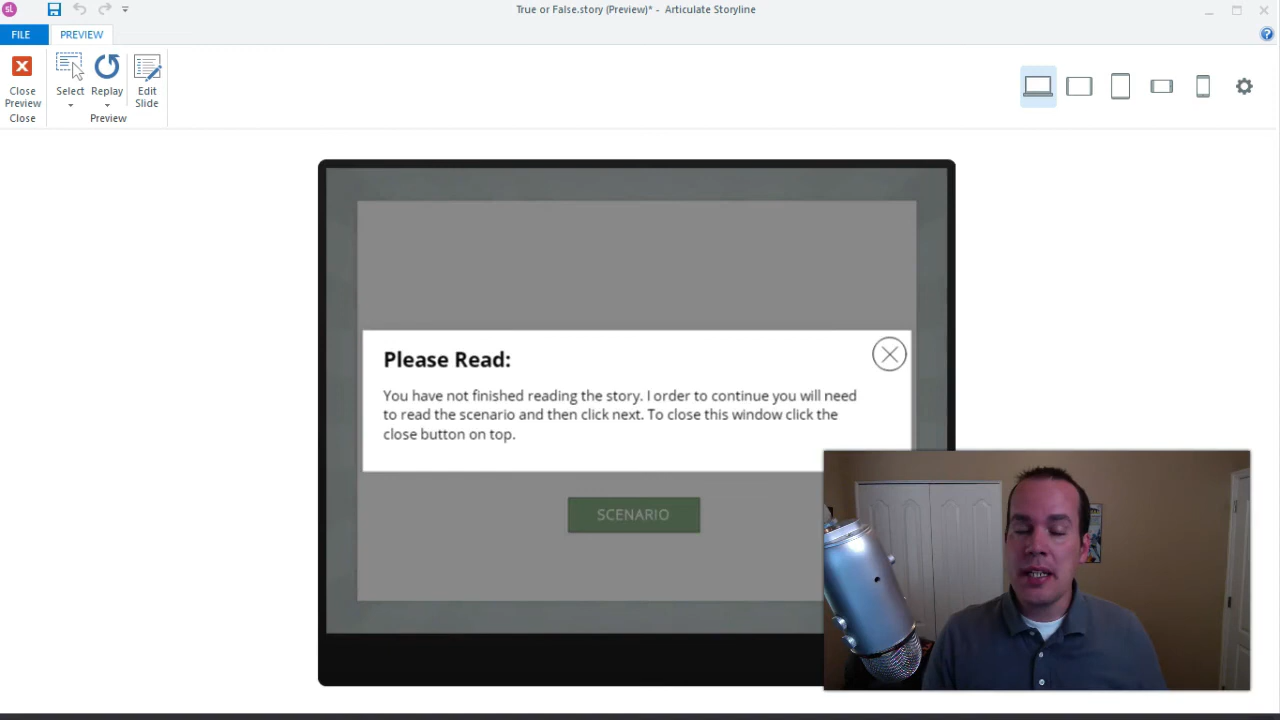 SL
True or False.story (Preview)* - Articulate Storyline
FILE
PREVIEW
Close Preview
Select
Replay
Edit Slide
Close
Preview
Please Read:
You have not finished reading the story. I order to continue you will need
to read the scenario and then click next. To close this window click the
close button on top.
SCENARIO